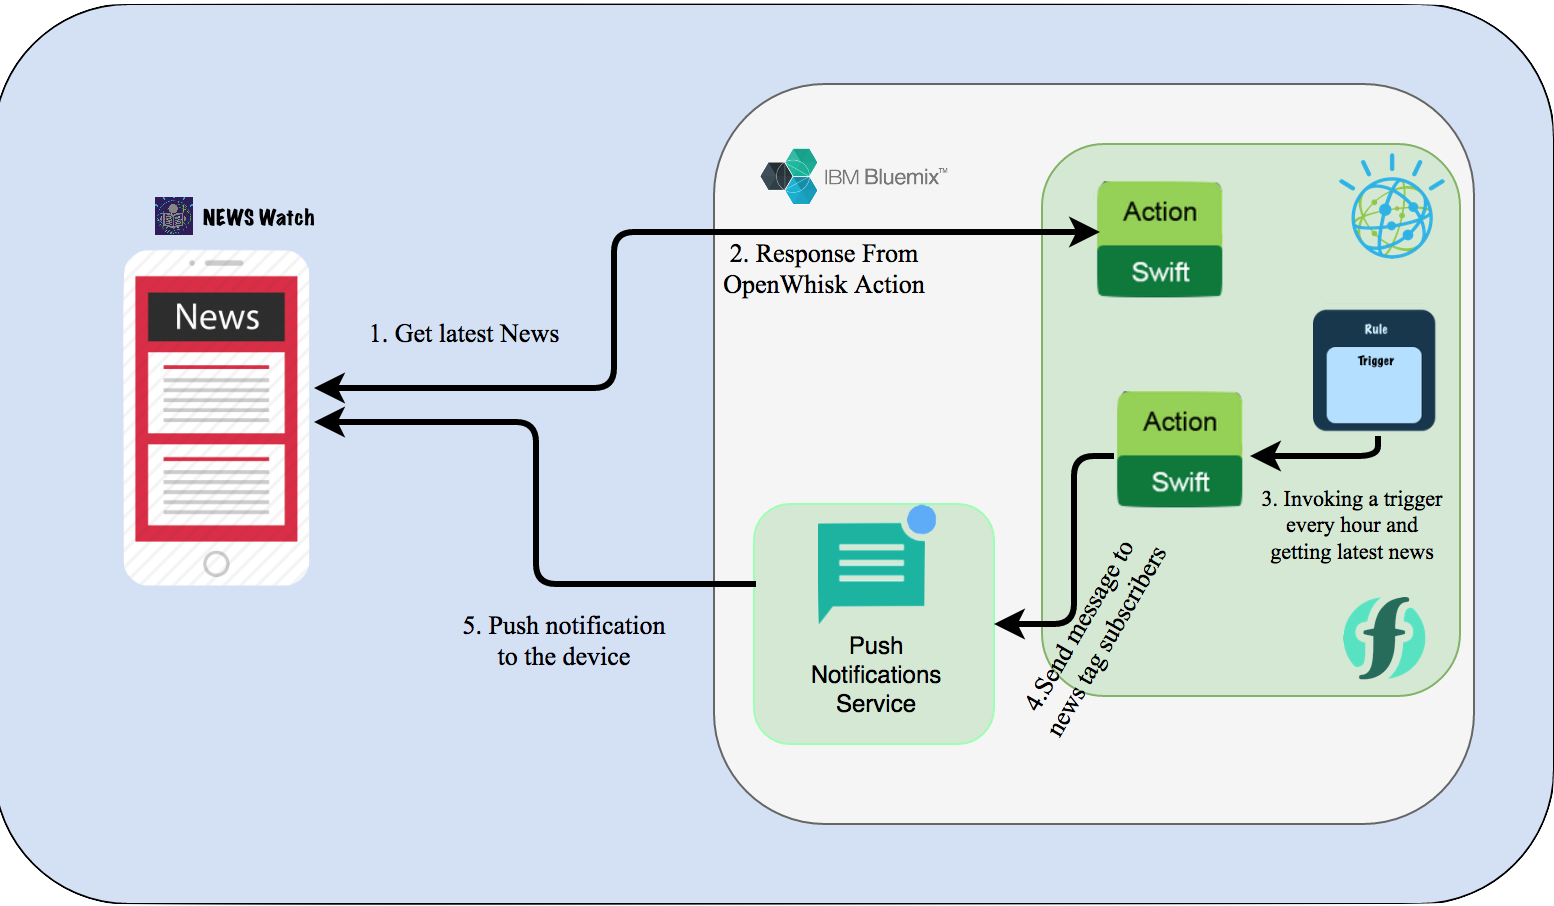 NEWS Watch
News
1. Get latest News
IBM Bluemix™
2. Response From
OpenWhisk Action
Action
Swift
Rule
Trigger
Action
Swift
3. Invoking a trigger
every hour and
getting latest news
4.Send message to
news tag subscribers
Push
Notifications
Service
5. Push notification
to the device